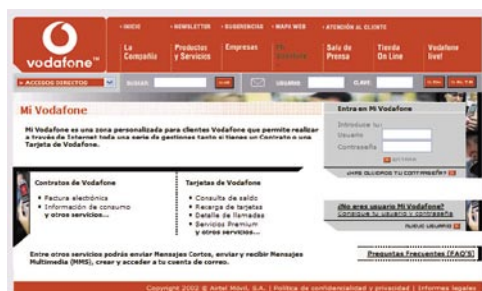 INICIO NEWSLETTER SUGERENCIAS MAPA WEB ATENCIÓN AL CLIENTE
vodafone™
La Compañía
Productos y Servicios
Empresas
Mi Vodafone
Sala de Prensa
Tienda On Line
Vodafone live!
ACCESOS DIRECTOS BUSCAR: USUARIO CLAVE
Mi Vodafone
Mi Vodafone es una zona personalizada para clientes Vodafone que permite realizar
a través de Internet toda una serie de gestiones tanto si tienes un Contrato o una
Tarjeta de Vodafone.
Entra en Mi Vodafone
Introduce tu:
Usuario
Contraseña
ENTRAR
¿HAS OLVIDADO TU CONTRASEÑA?
Contratos de Vodafone
Factura electrónica
Información de consumo
y otros servicios...
Tarjetas de Vodafone
Consulta de saldo
Recarga de tarjetas
Detalle de llamadas
Servicios Premium
y otros servicios...
¿No eres usuario Mi Vodafone?
Consigue tu usuario y contraseña
NUEVO USUARIO
Entre otros servicios podrás enviar Mensajes Cortos, enviar y recibir Mensajes
Multimedia (MMS), crear y acceder a tu cuenta de correo.
Preguntas Frecuentes (FAQ'S)
Copyright 2002 © Airtel Móvil, S.A. | Política de confidencialidad y privacidad | Informes legales